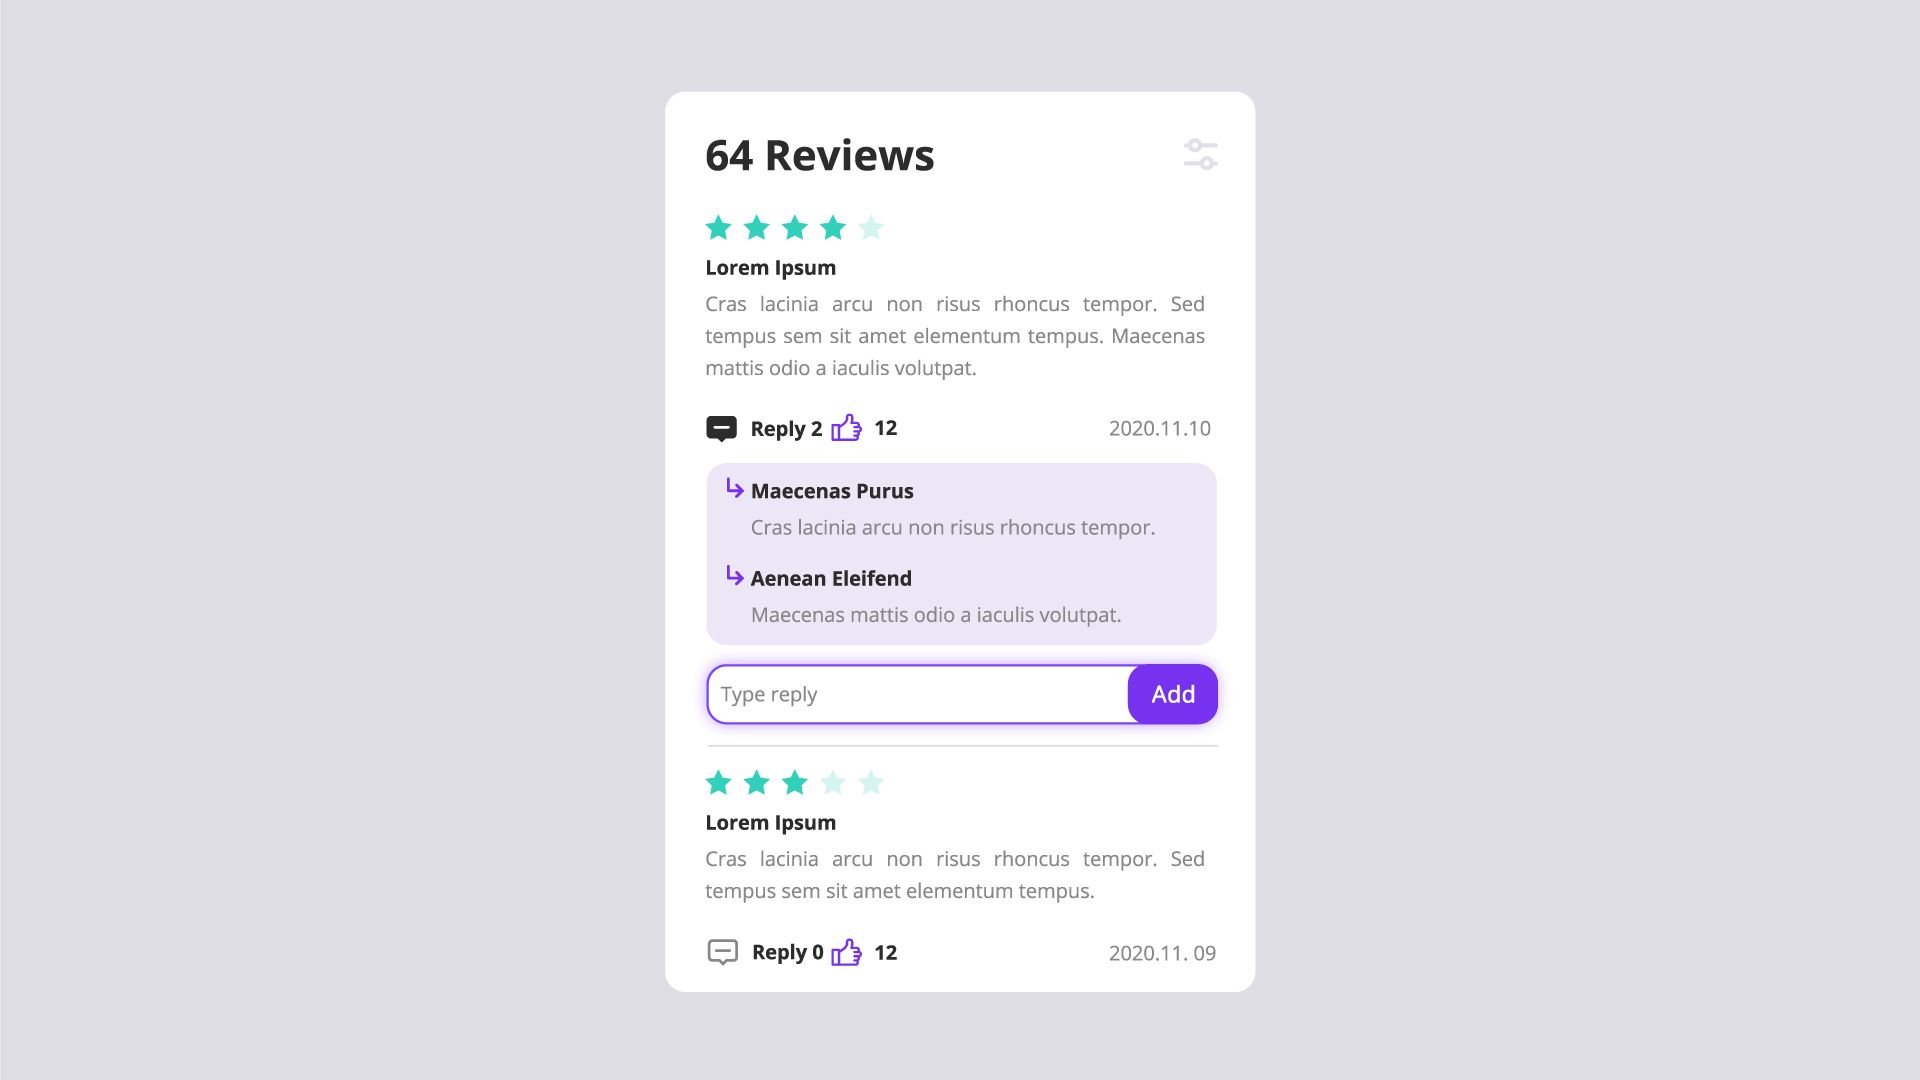 64 Reviews
Lorem Ipsum
Cras lacinia arcu non risus rhoncus tempor. Sed
tempus sem sit amet elementum tempus. Maecenas
mattis odio a iaculis volutpat.
Reply 2 12 2020.11.10
Maecenas Purus
Cras lacinia arcu non risus rhoncus tempor.
Aenean Eleifend
Maecenas mattis odio a iaculis volutpat.
Type reply Add
Lorem Ipsum
Cras lacinia arcu non risus rhoncus tempor. Sed
tempus sem sit amet elementum tempus.
Reply 0 12 2020.11. 09